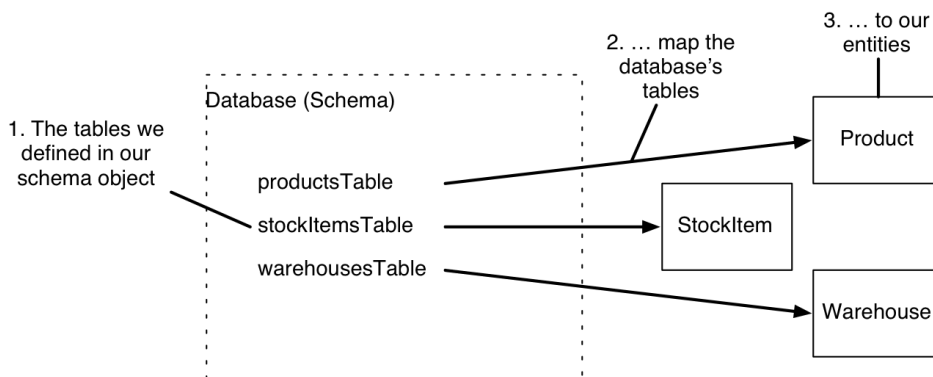 3. … to our
entities
2. … map the
database's
tables
Database (Schema)
1. The tables we
defined in our
schema object
Product
productsTable
stockItemsTable
StockItem
warehousesTable
Warehouse